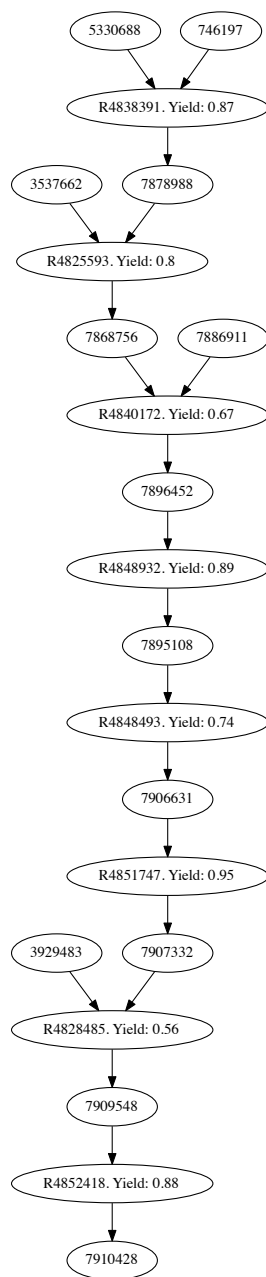 5330688 746197
R4838391. Yield: 0.87
3537662 7878988
R4825593. Yield: 0.8
7868756 7886911
R4840172. Yield: 0.67
7896452
R4848932. Yield: 0.89
7895108
R4848493. Yield: 0.74
7906631
R4851747. Yield: 0.95
3929483 7907332
R4828485. Yield: 0.56
7909548
R4852418. Yield: 0.88
7910428